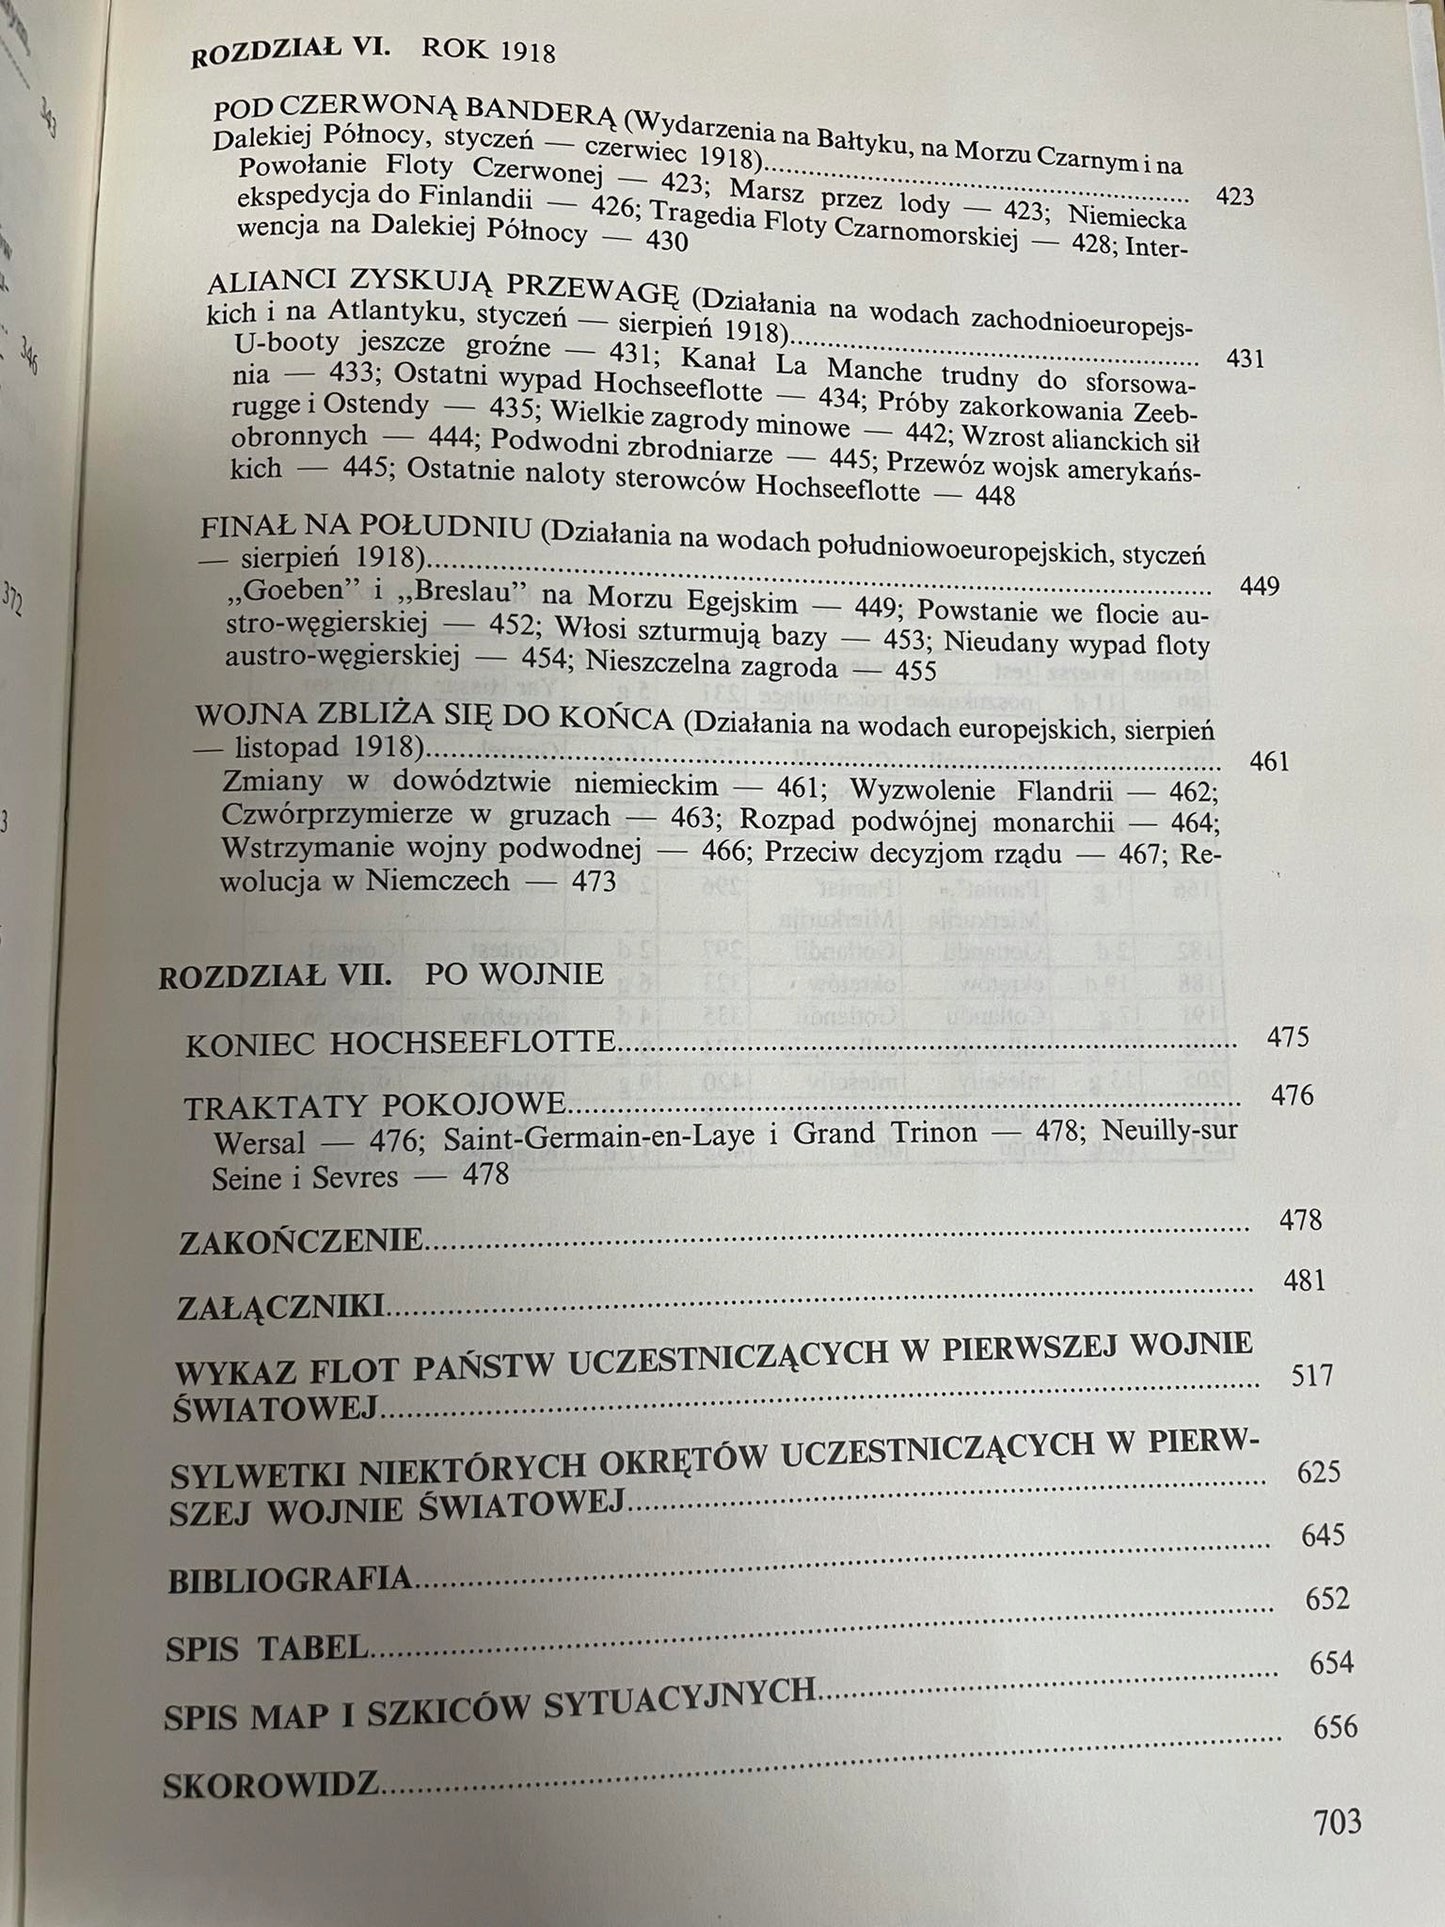 ROZDZIAŁ VI. ROK 1918
POD CZERWONĄ BANDERĄ (Wydarzenia na Bałtyku, na Morzu Czarnym i na
Dalekiej Północy, styczeń — czerwiec 1918)........ 423
Powołanie Floty Czerwonej — 423; Marsz przez lody — 423; Niemiecka
ekspedycja do Finlandii — 426; Tragedia Floty Czarnomorskiej — 428; Inter-
wencja na Dalekiej Północy — 430
ALIANCI ZYSKUJĄ PRZEWAGĘ (Działania na wodach zachodnioeuropejs-
kich i na Atlantyku, styczeń — sierpień 1918)........ 431
U-booty jeszcze groźne — 431; Kanał La Manche trudny do sforsowa-
nia — 433; Ostatni wypad Hochseeflotte — 434; Próby zakorkowania Zeeb-
rugge i Ostendy — 435; Wielkie zagrody minowe — 442; Wzrost alianckich sił
obronnych — 444; Podwodni zbrodniarze — 445; Przewóz wojsk amerykańs-
kich — 445; Ostatnie naloty sterowców Hochseeflotte — 448
FINAŁ NA POŁUDNIU (Działania na wodach południowoeuropejskich, styczeń
— sierpień 1918)........ 449
,,Goeben” i ,,Breslau” na Morzu Egejskim — 449; Powstanie we flocie au-
stro-węgierskiej — 452; Włosi szturmują bazy — 453; Nieudany wypad floty
austro-węgierskiej — 454; Nieszczelna zagroda — 455
WOJNA ZBLIŻA SIĘ DO KOŃCA (Działania na wodach europejskich, sierpień
— listopad 1918)........ 461
Zmiany w dowództwie niemieckim — 461; Wyzwolenie Flandrii — 462;
Czwórprzymierze w gruzach — 463; Rozpad podwójnej monarchii — 464;
Wstrzymanie wojny podwodnej — 466; Przeciw decyzjom rządu — 467; Re-
wolucja w Niemczech — 473
ROZDZIAŁ VII. PO WOJNIE
KONIEC HOCHSEEFLOTTE........ 475
TRAKTATY POKOJOWE........ 476
Wersal — 476; Saint-Germain-en-Laye i Grand Trinon — 478; Neuilly-sur
Seine i Sevres — 478
ZAKOŃCZENIE........ 478
ZAŁĄCZNIKI........ 481
WYKAZ FLOT PAŃSTW UCZESTNICZĄCYCH W PIERWSZEJ WOJNIE
ŚWIATOWEJ........ 517
SYLWETKI NIEKTÓRYCH OKRĘTÓW UCZESTNICZĄCYCH W PIERW-
SZEJ WOJNIE ŚWIATOWEJ........ 625
BIBLIOGRAFIA........ 645
SPIS TABEL........ 652
SPIS MAP I SZKICÓW SYTUACYJNYCH........ 654
SKOROWIDZ........ 656
703
343
346
372